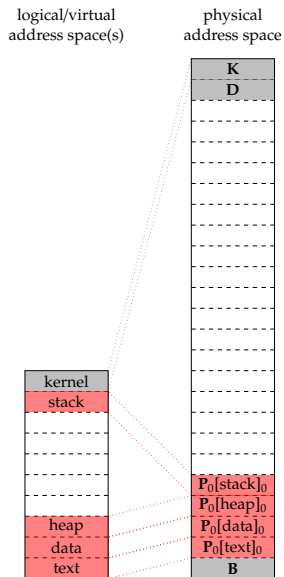 logical/virtual
address space(s)
physical
address space
K
D
kernel
stack
heap
data
text
P₀[stack]₀
P₀[heap]₀
P₀[data]₀
P₀[text]₀
B